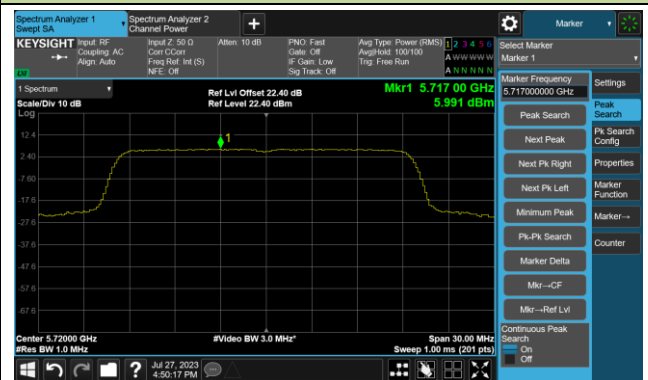 Spectrum Analyzer 1
Swept SA
Spectrum Analyzer 2
Channel Power
+
Marker
KEYSIGHT
Input: RF
Coupling: AC
Align: Auto
Input Z: 50 Ω
Corr CCorr
Freq Ref: Int (S)
NFE: Off
Atten: 10 dB
PNO: Fast
Gate: Off
IF Gain: Low
Sig Track: Off
Avg Type: Power (RMS)
Avg|Hold: 100/100
Trig: Free Run
1 2 3 4 5 6
A W W W W W
A N N N N N
Select Marker
Marker 1
LXI
1 Spectrum
Scale/Div 10 dB
Log
Ref Lvl Offset 22.40 dB
Ref Level 22.40 dBm
Mkr1 5.717 00 GHz
5.991 dBm
Marker Frequency
5.717000000 GHz
Settings
Peak Search
Peak
Search
Next Peak
Pk Search
Config
Next Pk Right
Properties
Next Pk Left
Marker
Function
Minimum Peak
Marker→
Pk-Pk Search
Counter
Marker Delta
Mkr→CF
Mkr→Ref Lvl
Continuous Peak
Search
On
Off
1
12.4
2.40
-7.60
-17.6
-27.6
-37.6
-47.6
-57.6
-67.6
Center 5.72000 GHz
#Res BW 1.0 MHz
#Video BW 3.0 MHz*
Span 30.00 MHz
Sweep 1.00 ms (201 pts)
?
Jul 27, 2023
4:50:17 PM